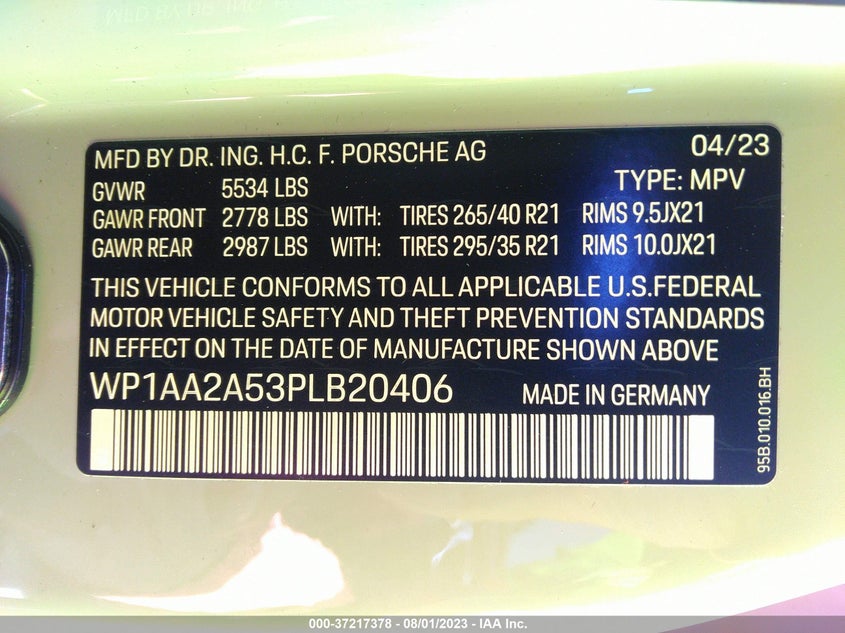 MFD BY DR. ING. H.C. F. PORSCHE AG 04/23
TYPE: MPV
GVWR 5534 LBS
GAWR FRONT 2778 LBS WITH: TIRES 265/40 R21 RIMS 9.5JX21
GAWR REAR 2987 LBS WITH: TIRES 295/35 R21 RIMS 10.0JX21
THIS VEHICLE CONFORMS TO ALL APPLICABLE U.S.FEDERAL
MOTOR VEHICLE SAFETY AND THEFT PREVENTION STANDARDS
IN EFFECT ON THE DATE OF MANUFACTURE SHOWN ABOVE
WP1AA2A53PLB20406 MADE IN GERMANY
95B.010.016.BH
000-37217378 - 08/01/2023 - IAA Inc.